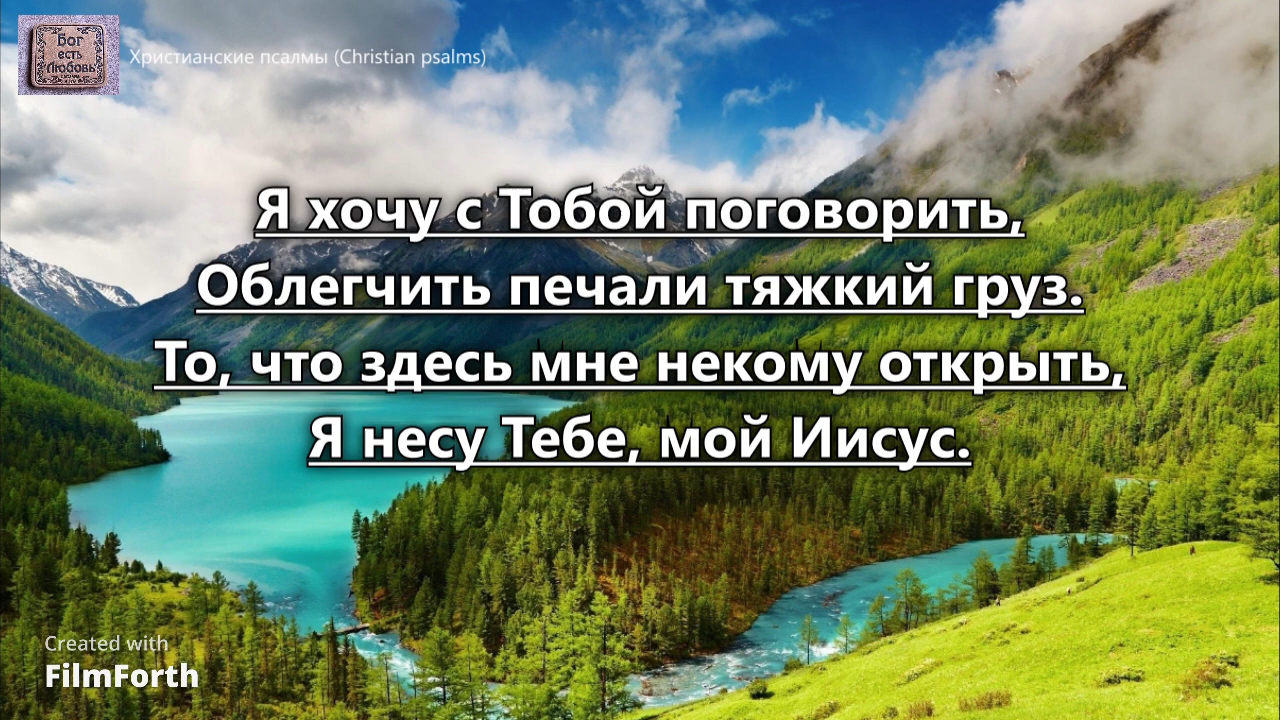 Бог
есть
Любовь
Христианские псалмы (Christian psalms)
Я хочу с Тобой поговорить,
Облегчить печали тяжкий груз.
То, что здесь мне некому открыть,
Я несу Тебе, мой Иисус.
Created with
FilmForth